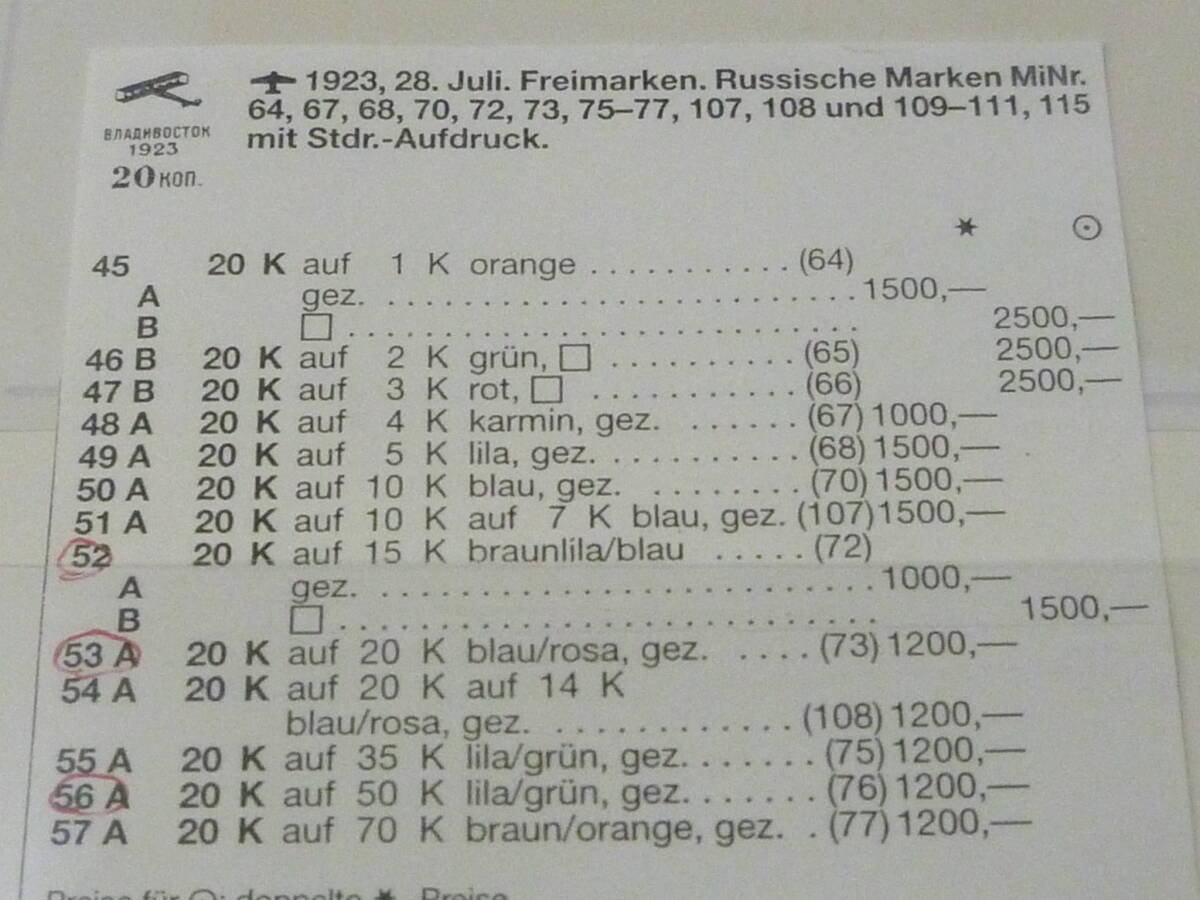 ВЛАДИВОСТОК
1923
20 КОП.
1923, 28. Juli. Freimarken. Russische Marken MiNr.
64, 67, 68, 70, 72, 73, 75–77, 107, 108 und 109–111, 115
mit Stdr.-Aufdruck.
✶ ⊙
45 20 K auf 1 K orange ........... (64)
A gez. ............................ 1500,—
B □ .............................. 2500,—
46 B 20 K auf 2 K grün, □ .......... (65) 2500,—
47 B 20 K auf 3 K rot, □ ........... (66) 2500,—
48 A 20 K auf 4 K karmin, gez. ...... (67) 1000,—
49 A 20 K auf 5 K lila, gez. .......... (68) 1500,—
50 A 20 K auf 10 K blau, gez. ........ (70) 1500,—
51 A 20 K auf 10 K auf 7 K blau, gez. (107) 1500,—
52 20 K auf 15 K braunlila/blau ..... (72)
A gez. ............................ 1000,—
B □ .............................. 1500,—
53 A 20 K auf 20 K blau/rosa, gez. .... (73) 1200,—
54 A 20 K auf 20 K auf 14 K
blau/rosa, gez. ............. (108) 1200,—
55 A 20 K auf 35 K lila/grün, gez. ...... (75) 1200,—
56 A 20 K auf 50 K lila/grün, gez. ...... (76) 1200,—
57 A 20 K auf 70 K braun/orange, gez. . (77) 1200,—
Preise für ⊙: doppelte ✶ Preise